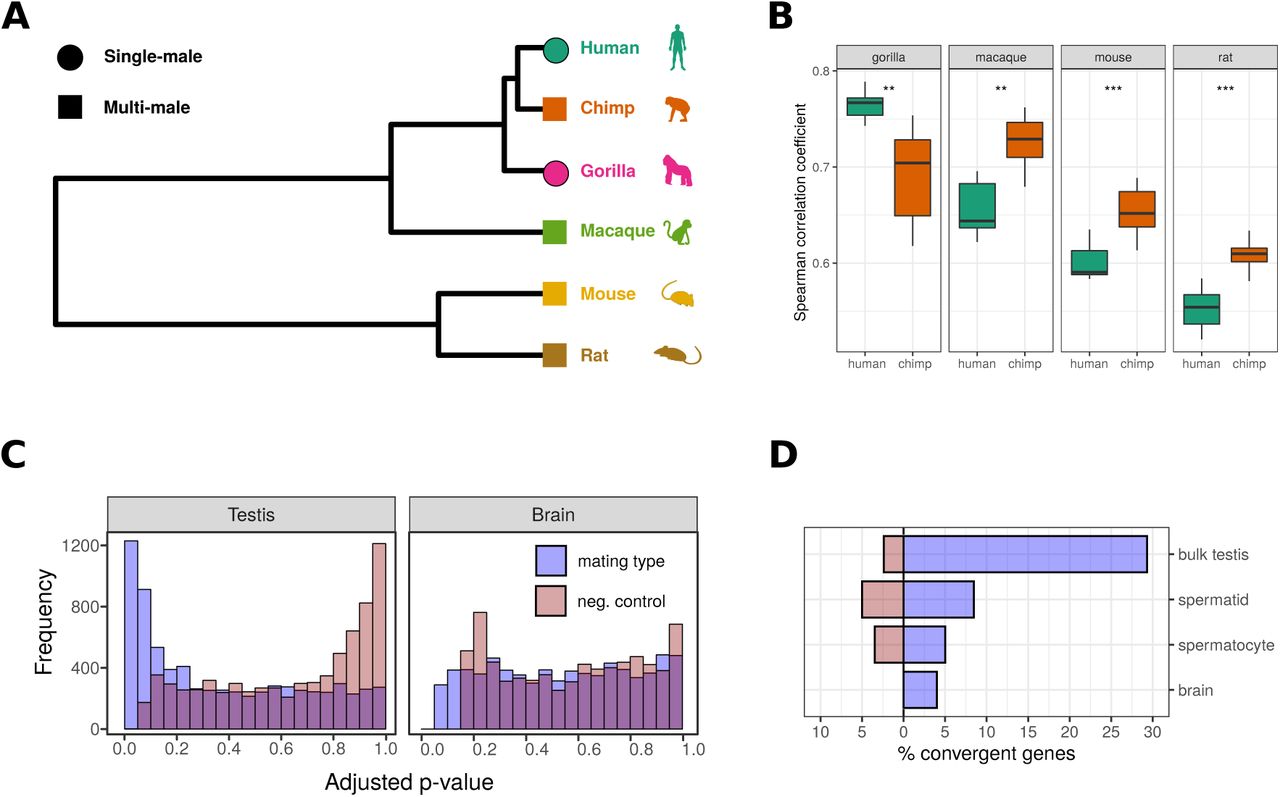 A
Single-male
Multi-male
Human
Chimp
Gorilla
Macaque
Mouse
Rat
B
gorilla macaque mouse rat
** ** *** ***
Spearman correlation coefficient
0.8
0.7
0.6
human chimp human chimp human chimp human chimp
C
Testis Brain
Frequency
1200
800
400
0
mating type
neg. control
0.0 0.2 0.4 0.6 0.8 1.0 0.0 0.2 0.4 0.6 0.8 1.0
Adjusted p-value
D
bulk testis
spermatid
spermatocyte
brain
10 5 0 5 10 15 20 25 30
% convergent genes